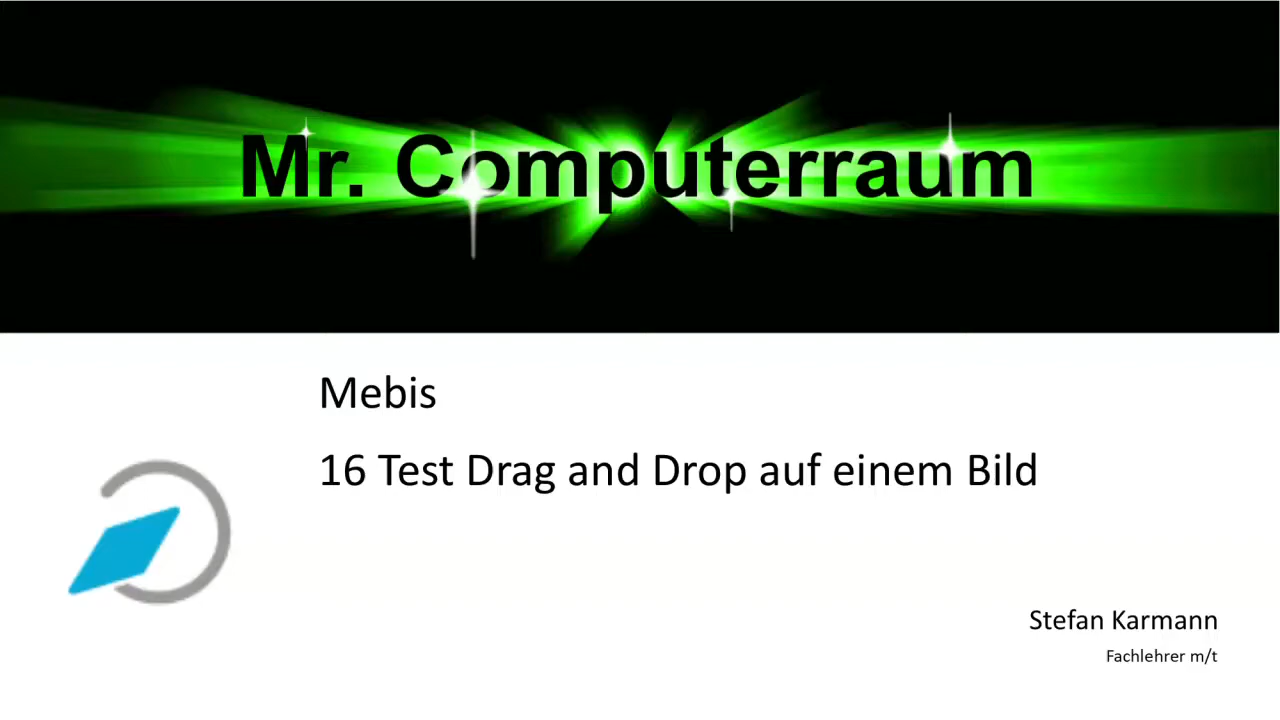 Mr. Computerraum
Mebis
16 Test Drag and Drop auf einem Bild
Stefan Karmann
Fachlehrer m/t